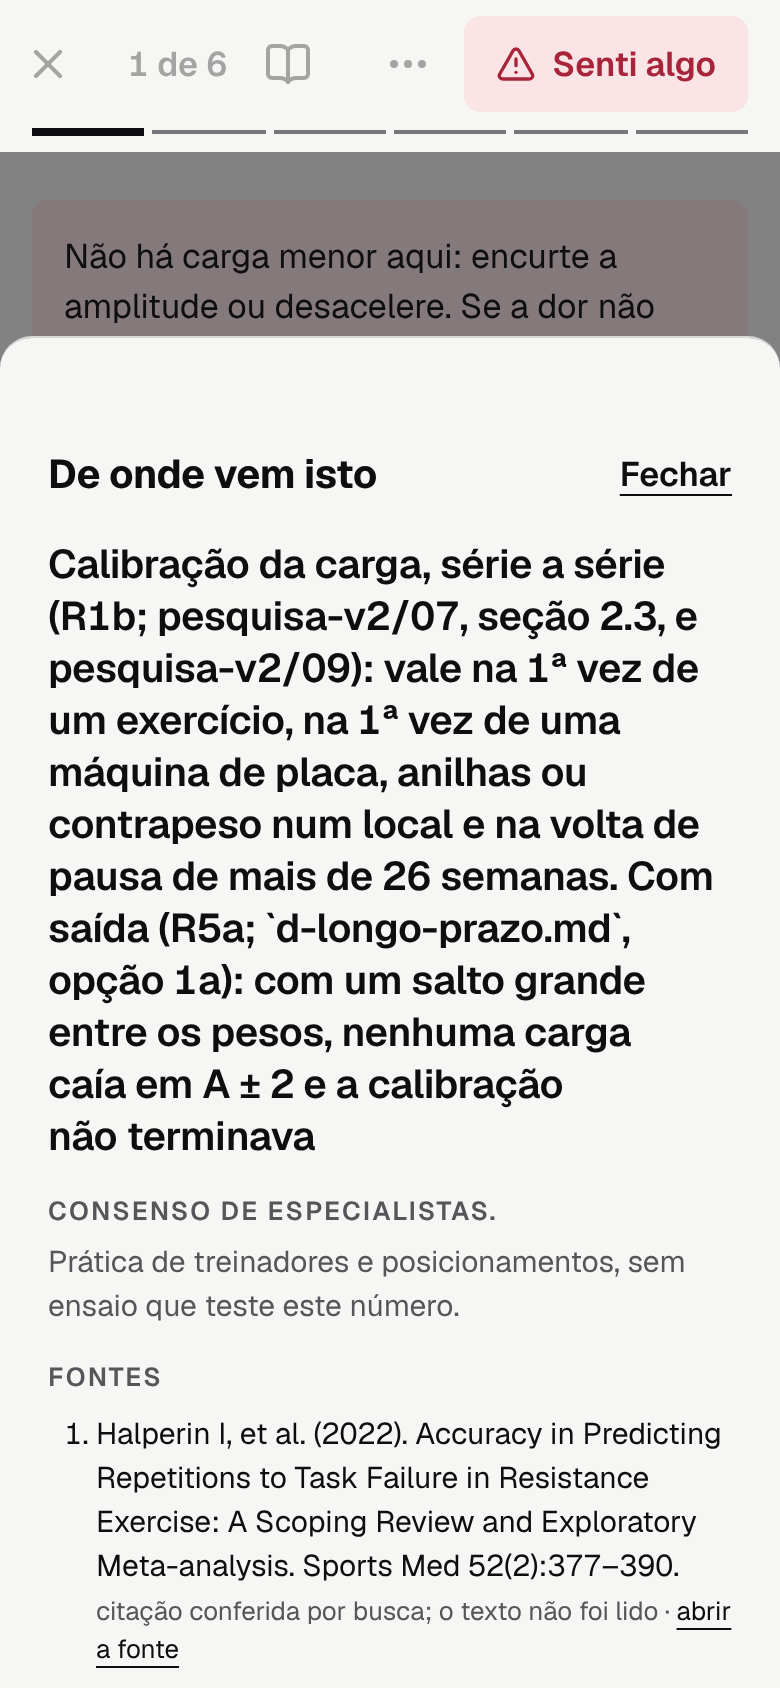 1 de 6
Senti algo
Não há carga menor aqui: encurte a
amplitude ou desacelere. Se a dor não
De onde vem isto
Fechar
Calibração da carga, série a série
(R1b; pesquisa-v2/07, seção 2.3, e
pesquisa-v2/09): vale na 1ª vez de
um exercício, na 1ª vez de uma
máquina de placa, anilhas ou
contrapeso num local e na volta de
pausa de mais de 26 semanas. Com
saída (R5a; `d-longo-prazo.md`,
opção 1a): com um salto grande
entre os pesos, nenhuma carga
caía em A ± 2 e a calibração
não terminava
CONSENSO DE ESPECIALISTAS.
Prática de treinadores e posicionamentos, sem
ensaio que teste este número.
FONTES
1. Halperin I, et al. (2022). Accuracy in Predicting
Repetitions to Task Failure in Resistance
Exercise: A Scoping Review and Exploratory
Meta-analysis. Sports Med 52(2):377–390.
citação conferida por busca; o texto não foi lido · abrir
a fonte